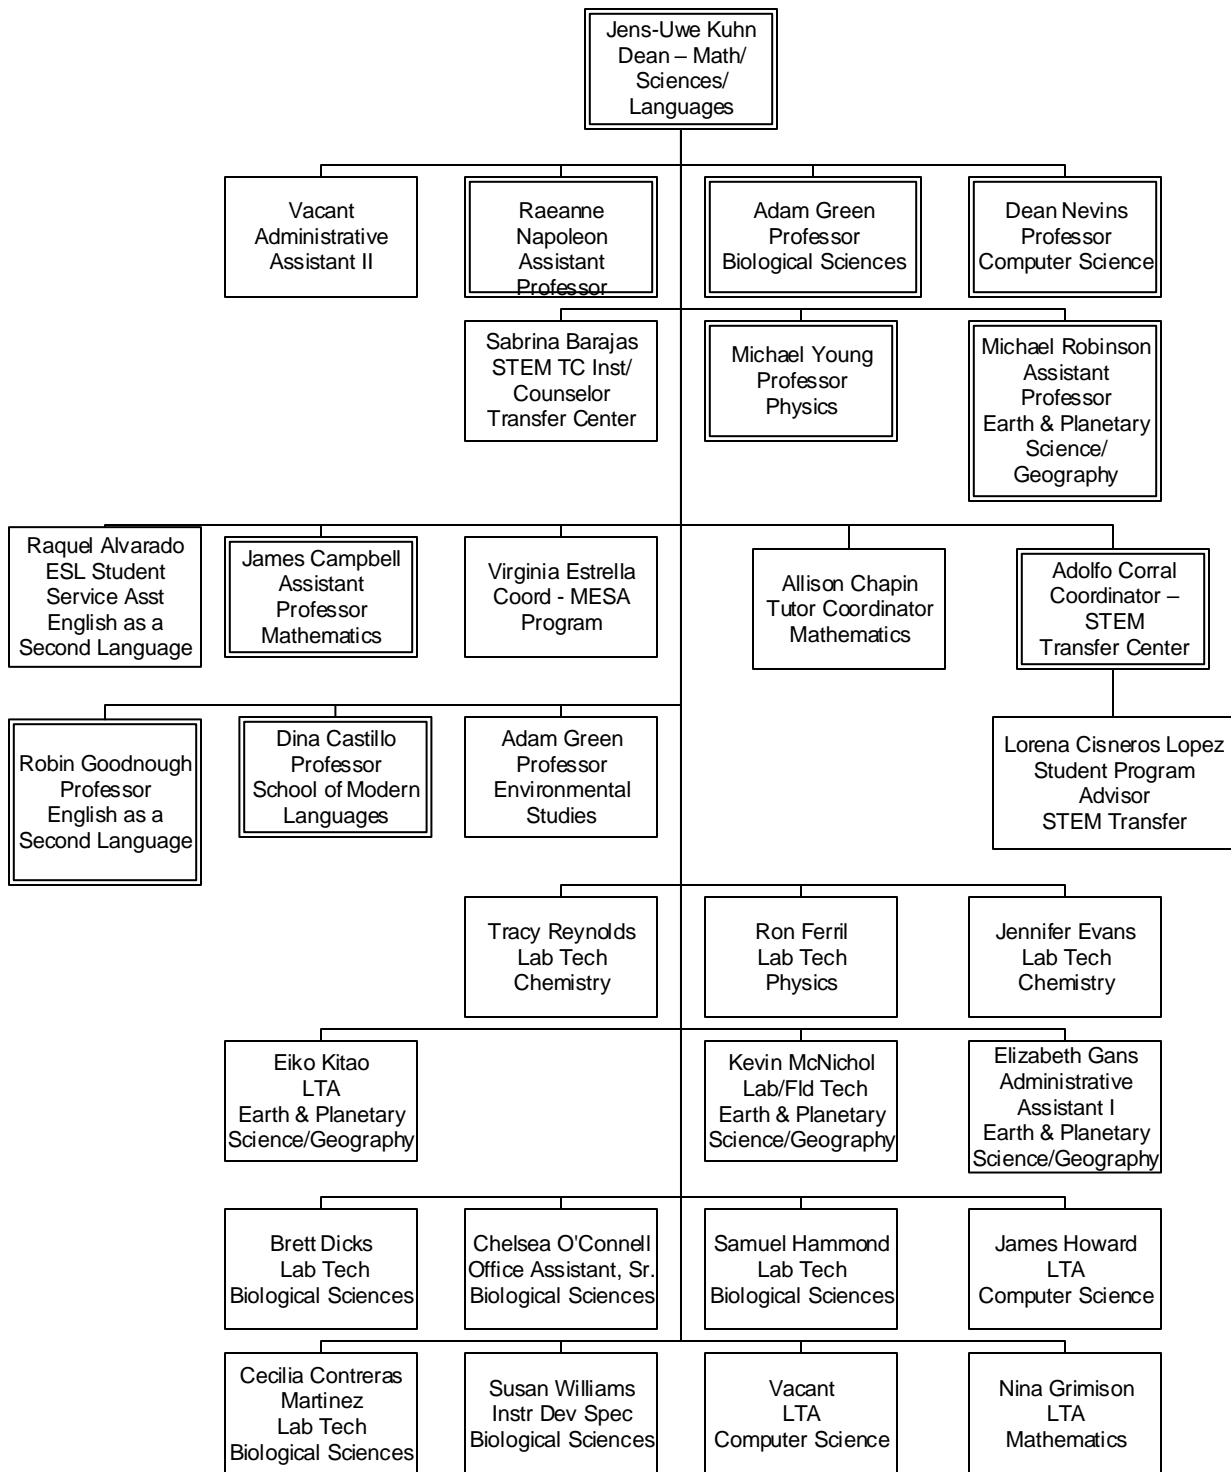 Jens-Uwe Kuhn
Dean – Math/
Sciences/
Languages
Vacant
Administrative
Assistant II
Raeanne
Napoleon
Assistant
Professor
Adam Green
Professor
Biological Sciences
Dean Nevins
Professor
Computer Science
Sabrina Barajas
STEM TC Inst/
Counselor
Transfer Center
Michael Young
Professor
Physics
Michael Robinson
Assistant
Professor
Earth & Planetary
Science/
Geography
Raquel Alvarado
ESL Student
Service Asst
English as a
Second Language
James Campbell
Assistant
Professor
Mathematics
Virginia Estrella
Coord - MESA
Program
Allison Chapin
Tutor Coordinator
Mathematics
Adolfo Corral
Coordinator –
STEM
Transfer Center
Robin Goodnough
Professor
English as a
Second Language
Dina Castillo
Professor
School of Modern
Languages
Adam Green
Professor
Environmental
Studies
Lorena Cisneros Lopez
Student Program
Advisor
STEM Transfer
Tracy Reynolds
Lab Tech
Chemistry
Ron Ferril
Lab Tech
Physics
Jennifer Evans
Lab Tech
Chemistry
Eiko Kitao
LTA
Earth & Planetary
Science/Geography
Kevin McNichol
Lab/Fld Tech
Earth & Planetary
Science/Geography
Elizabeth Gans
Administrative
Assistant I
Earth & Planetary
Science/Geography
Brett Dicks
Lab Tech
Biological Sciences
Chelsea O'Connell
Office Assistant, Sr.
Biological Sciences
Samuel Hammond
Lab Tech
Biological Sciences
James Howard
LTA
Computer Science
Cecilia Contreras
Martinez
Lab Tech
Biological Sciences
Susan Williams
Instr Dev Spec
Biological Sciences
Vacant
LTA
Computer Science
Nina Grimison
LTA
Mathematics